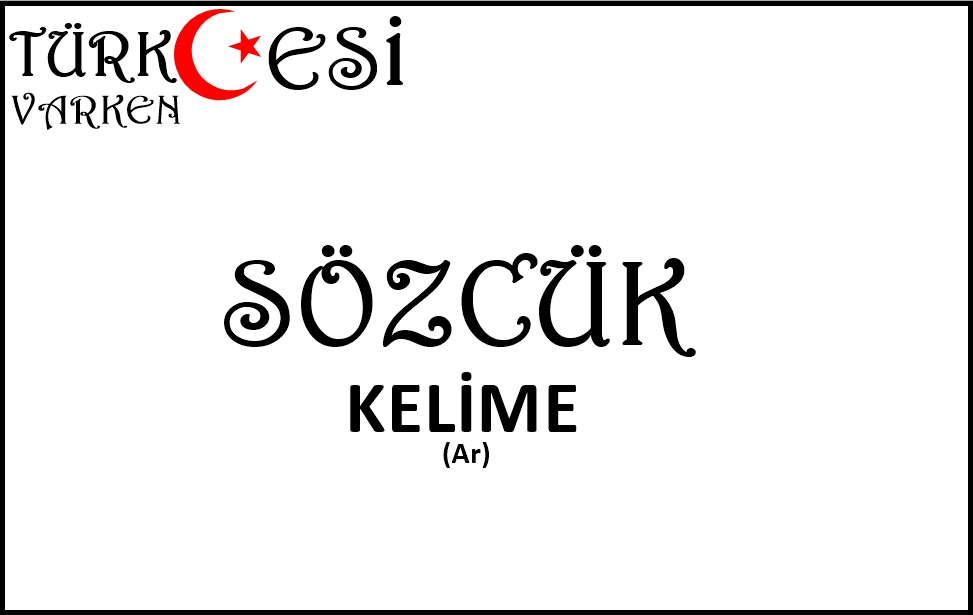 TÜRKÇESİ
VARKEN
SÖZCÜK
KELİME
(Ar)